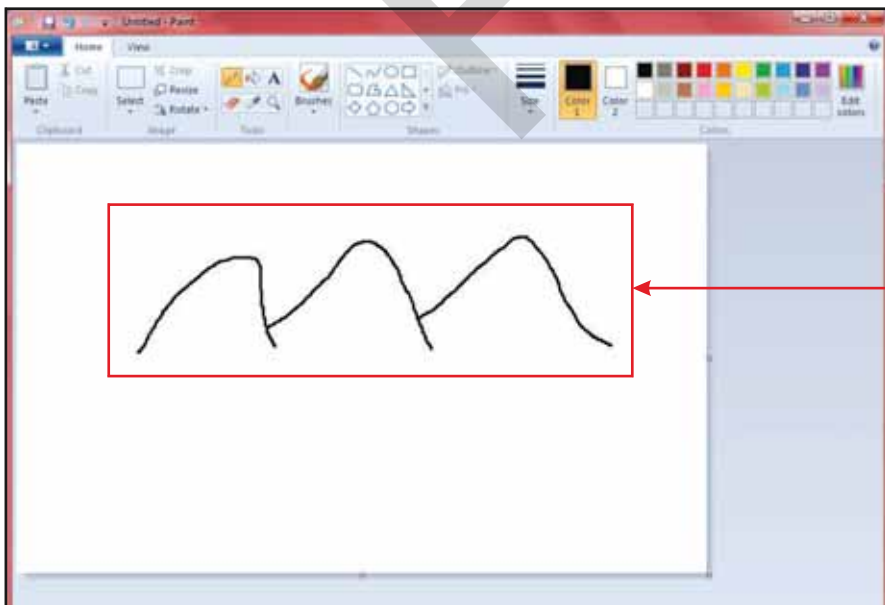 Untitled - Paint
Home View
Cut
Copy
Paste
Clipboard
Crop
Resize
Rotate
Select
Image
A
Tools
Brushes
Outline
Fill
Shapes
Size
Color 1
Color 2
Colors
Edit colors